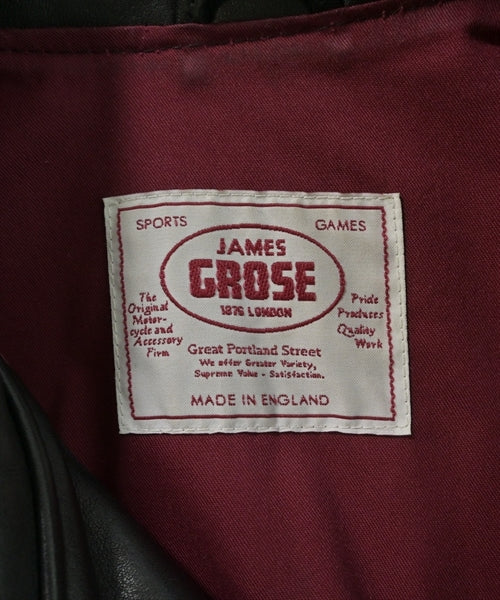 SPORTS GAMES
JAMES
GROSE
1876 LONDON
The
Original
Motor-
cycle and
Accessory
Firm
Pride
Produces
Quality
Work
Great Portland Street
We offer Greater Variety,
Supreme Value - Satisfaction.
MADE IN ENGLAND